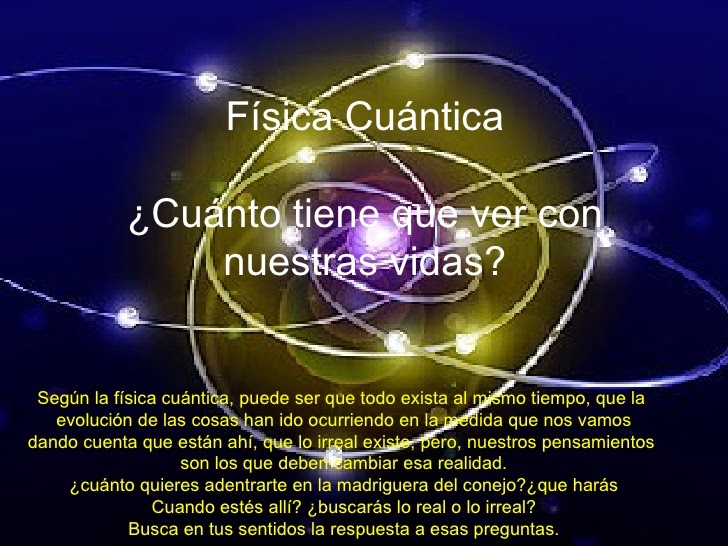 Física Cuántica
¿Cuánto tiene que ver con
nuestras vidas?
Según la física cuántica, puede ser que todo exista al mismo tiempo, que la
evolución de las cosas han ido ocurriendo en la medida que nos vamos
dando cuenta que están ahí, que lo irreal existe, pero, nuestros pensamientos
son los que deben cambiar esa realidad.
¿cuánto quieres adentrarte en la madriguera del conejo?¿que harás
Cuando estés allí? ¿buscarás lo real o lo irreal?
Busca en tus sentidos la respuesta a esas preguntas.